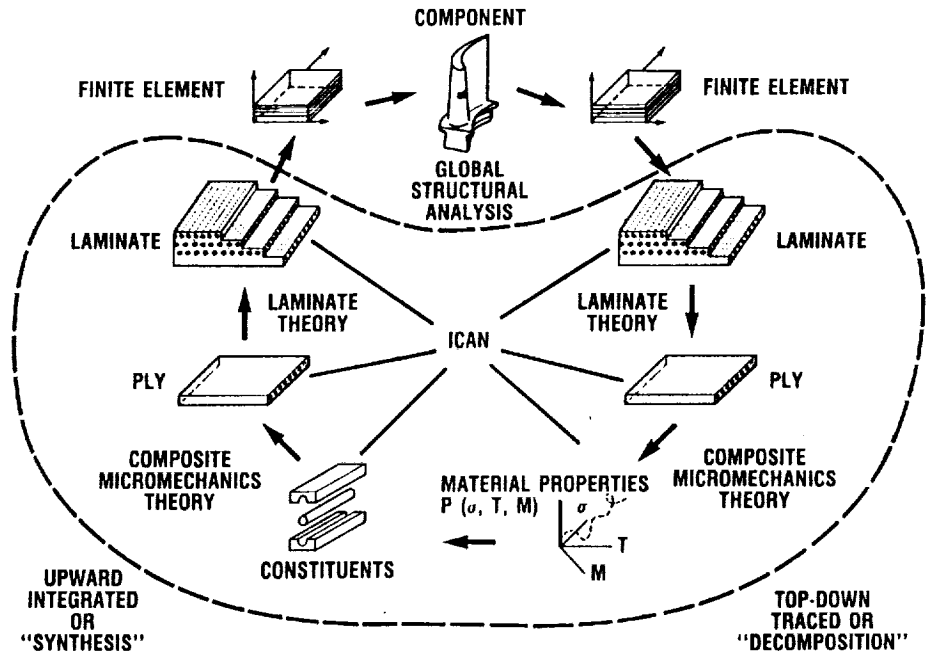 COMPONENT
FINITE ELEMENT
FINITE ELEMENT
GLOBAL
STRUCTURAL
ANALYSIS
LAMINATE
LAMINATE
LAMINATE
THEORY
LAMINATE
THEORY
ICAN
PLY
PLY
COMPOSITE
MICROMECHANICS
THEORY
MATERIAL PROPERTIES
P (σ, T, M)
σ
T
M
COMPOSITE
MICROMECHANICS
THEORY
CONSTITUENTS
UPWARD
INTEGRATED
OR
"SYNTHESIS"
TOP-DOWN
TRACED OR
"DECOMPOSITION"